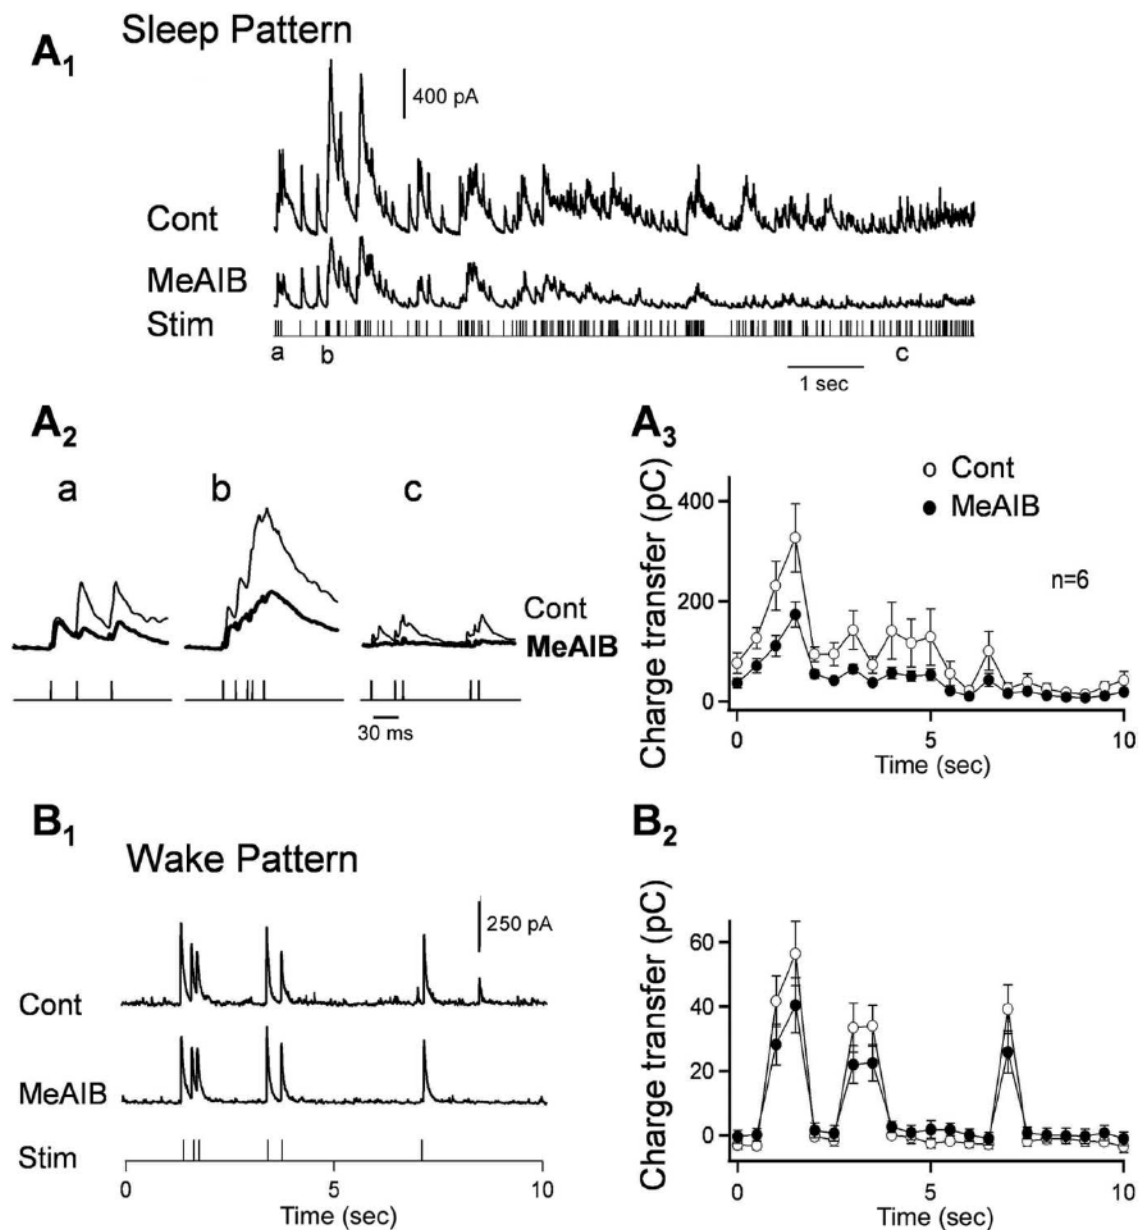 A1 Sleep Pattern
400 pA
Cont
MeAIB
Stim
a b c
1 sec
A2
a b c
Cont
MeAIB
30 ms
A3
Cont
MeAIB
n=6
Charge transfer (pC)
400
200
0
0 5 10
Time (sec)
B1
Wake Pattern
250 pA
Cont
MeAIB
Stim
0 5 10
Time (sec)
B2
Charge transfer (pC)
60
40
20
0
0 5 10
Time (sec)